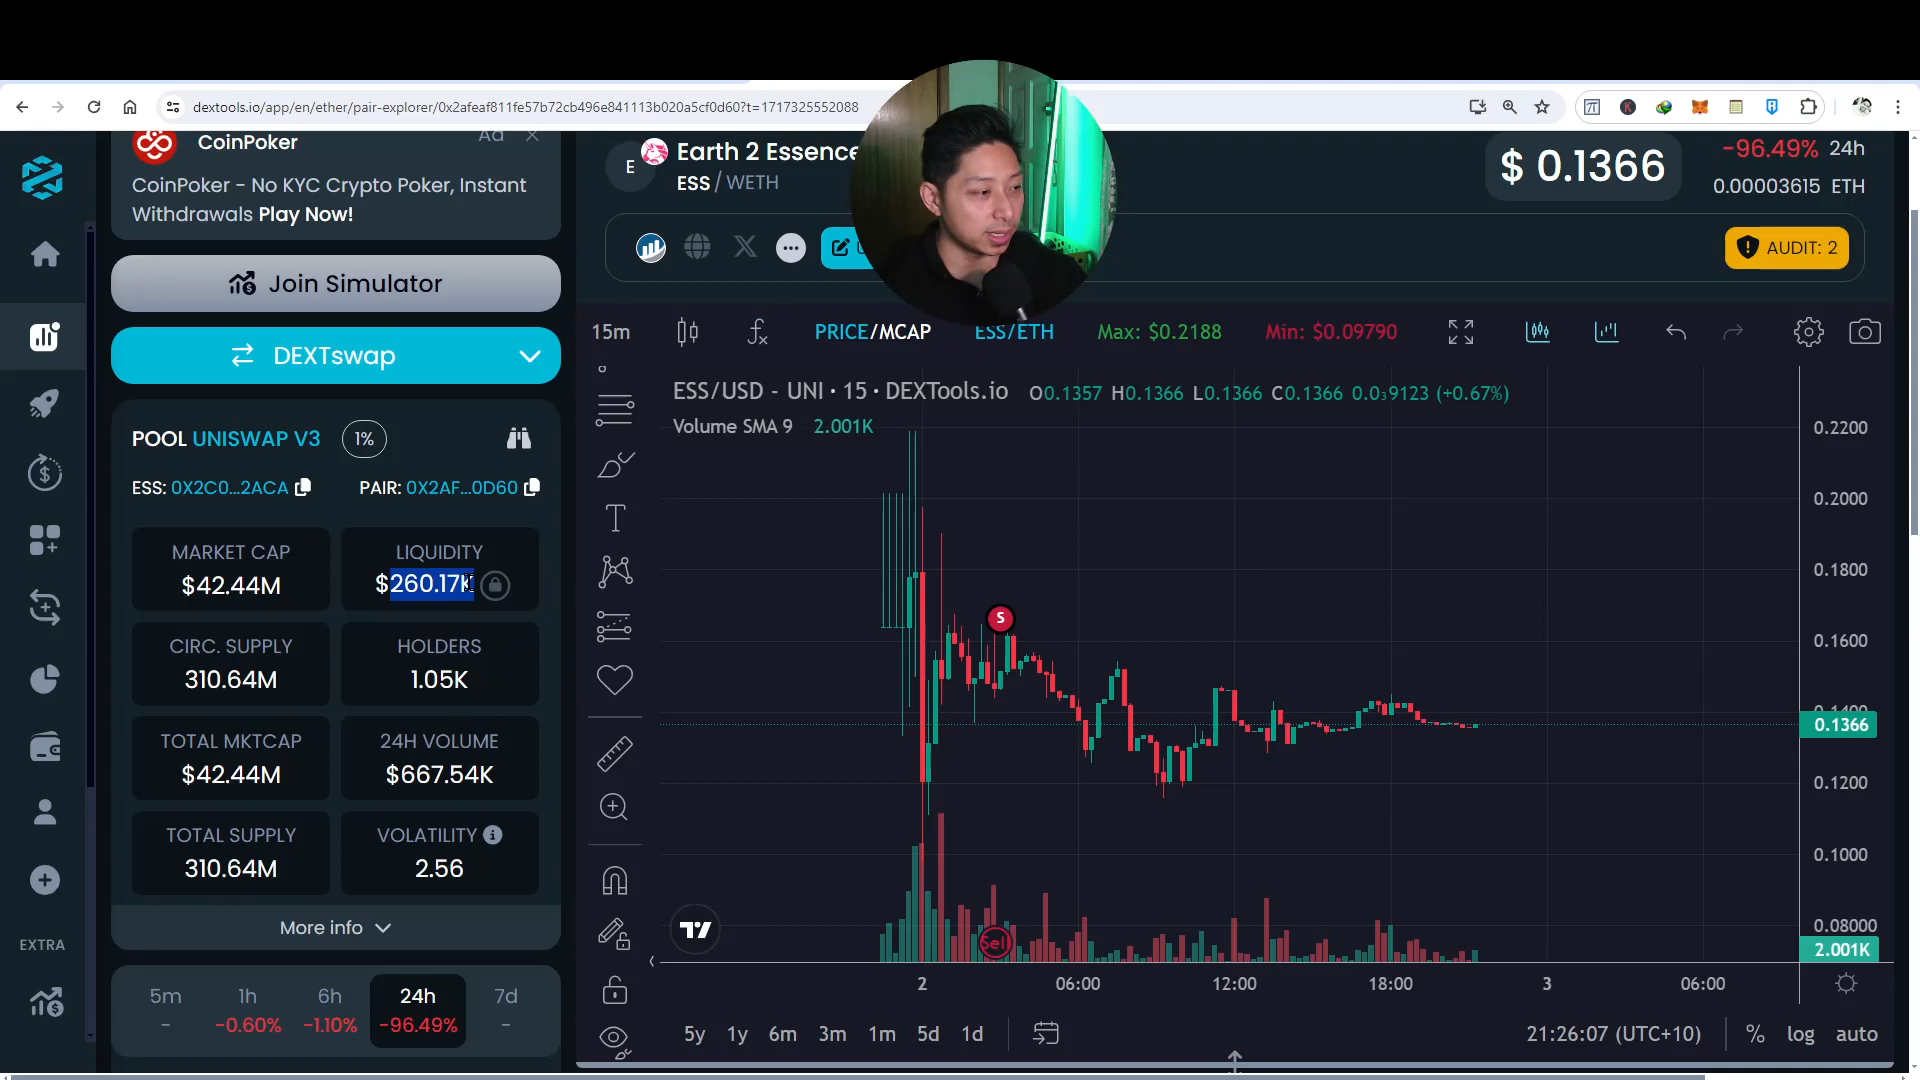 dextools.io/app/en/ether/pair-explorer/0x2afeaf811fe57b72cb496e841113b020a5cf0d60?t=1717325552088
CoinPoker
Ad
CoinPoker - No KYC Crypto Poker, Instant
Withdrawals Play Now!
Join Simulator
DEXTswap
POOL UNISWAP V3 1%
ESS: 0X2C0...2ACA PAIR: 0X2AF...0D60
MARKET CAP
$42.44M
LIQUIDITY
$260.17K
CIRC. SUPPLY
310.64M
HOLDERS
1.05K
TOTAL MKTCAP
$42.44M
24H VOLUME
$667.54K
TOTAL SUPPLY
310.64M
VOLATILITY
2.56
More info
EXTRA
5m 1h 6h 24h 7d
- -0.60% -1.10% -96.49% -
E
Earth 2 Essence
ESS / WETH
$ 0.1366
-96.49% 24h
0.00003615 ETH
AUDIT: 2
15m PRICE/MCAP ESS/ETH Max: $0.2188 Min: $0.09790
ESS/USD - UNI · 15 · DEXTools.io O0.1357 H0.1366 L0.1366 C0.1366 0.0₃9123 (+0.67%)
Volume SMA 9 2.001K
S
Sell
0.2200
0.2000
0.1800
0.1600
0.1400
0.1366
0.1200
0.1000
0.08000
2.001K
2 06:00 12:00 18:00 3 06:00
5y 1y 6m 3m 1m 5d 1d
21:26:07 (UTC+10) % log auto